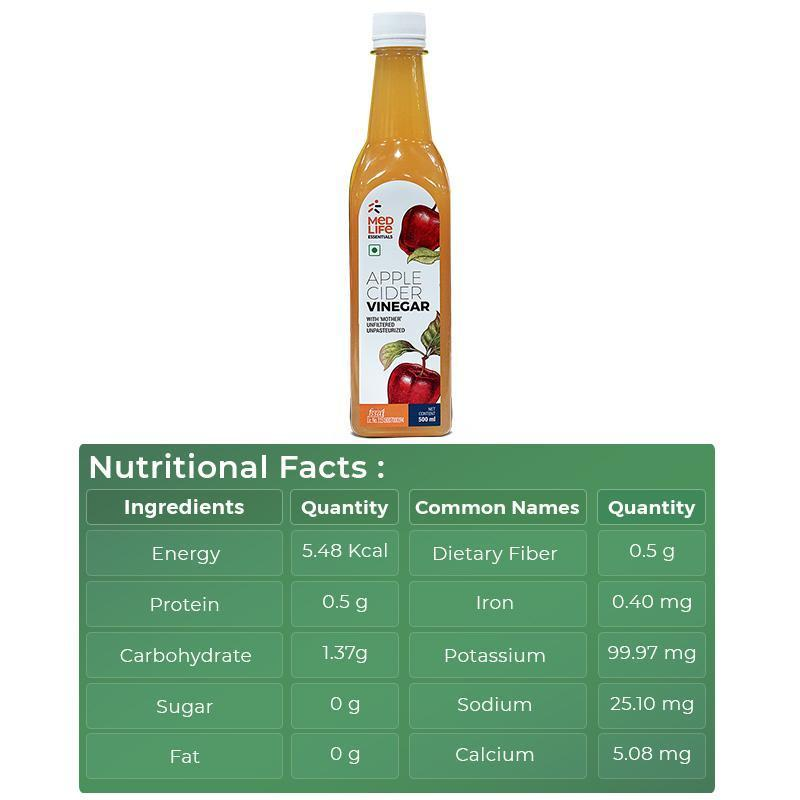 MED
LIFE
ESSENTIALS
APPLE
CIDER
VINEGAR
WITH 'MOTHER'
UNFILTERED
UNPASTEURIZED
fssai
NET
CONTENT
500 ml
Nutritional Facts :
Ingredients Quantity Common Names Quantity
Energy 5.48 Kcal Dietary Fiber 0.5 g
Protein 0.5 g Iron 0.40 mg
Carbohydrate 1.37g Potassium 99.97 mg
Sugar 0 g Sodium 25.10 mg
Fat 0 g Calcium 5.08 mg